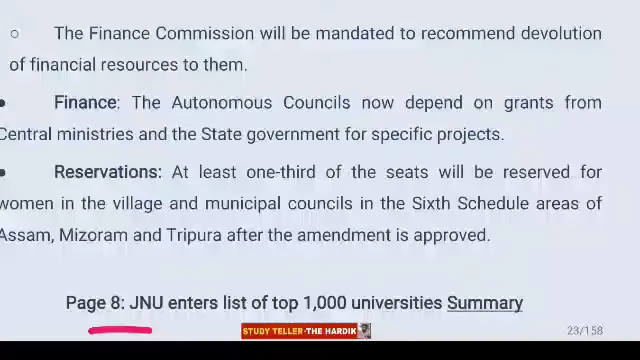 ○ The Finance Commission will be mandated to recommend devolution
of financial resources to them.
● Finance: The Autonomous Councils now depend on grants from
Central ministries and the State government for specific projects.
● Reservations: At least one-third of the seats will be reserved for
women in the village and municipal councils in the Sixth Schedule areas of
Assam, Mizoram and Tripura after the amendment is approved.
Page 8: JNU enters list of top 1,000 universities Summary
STUDY TELLER-THE HARDIK
23/158